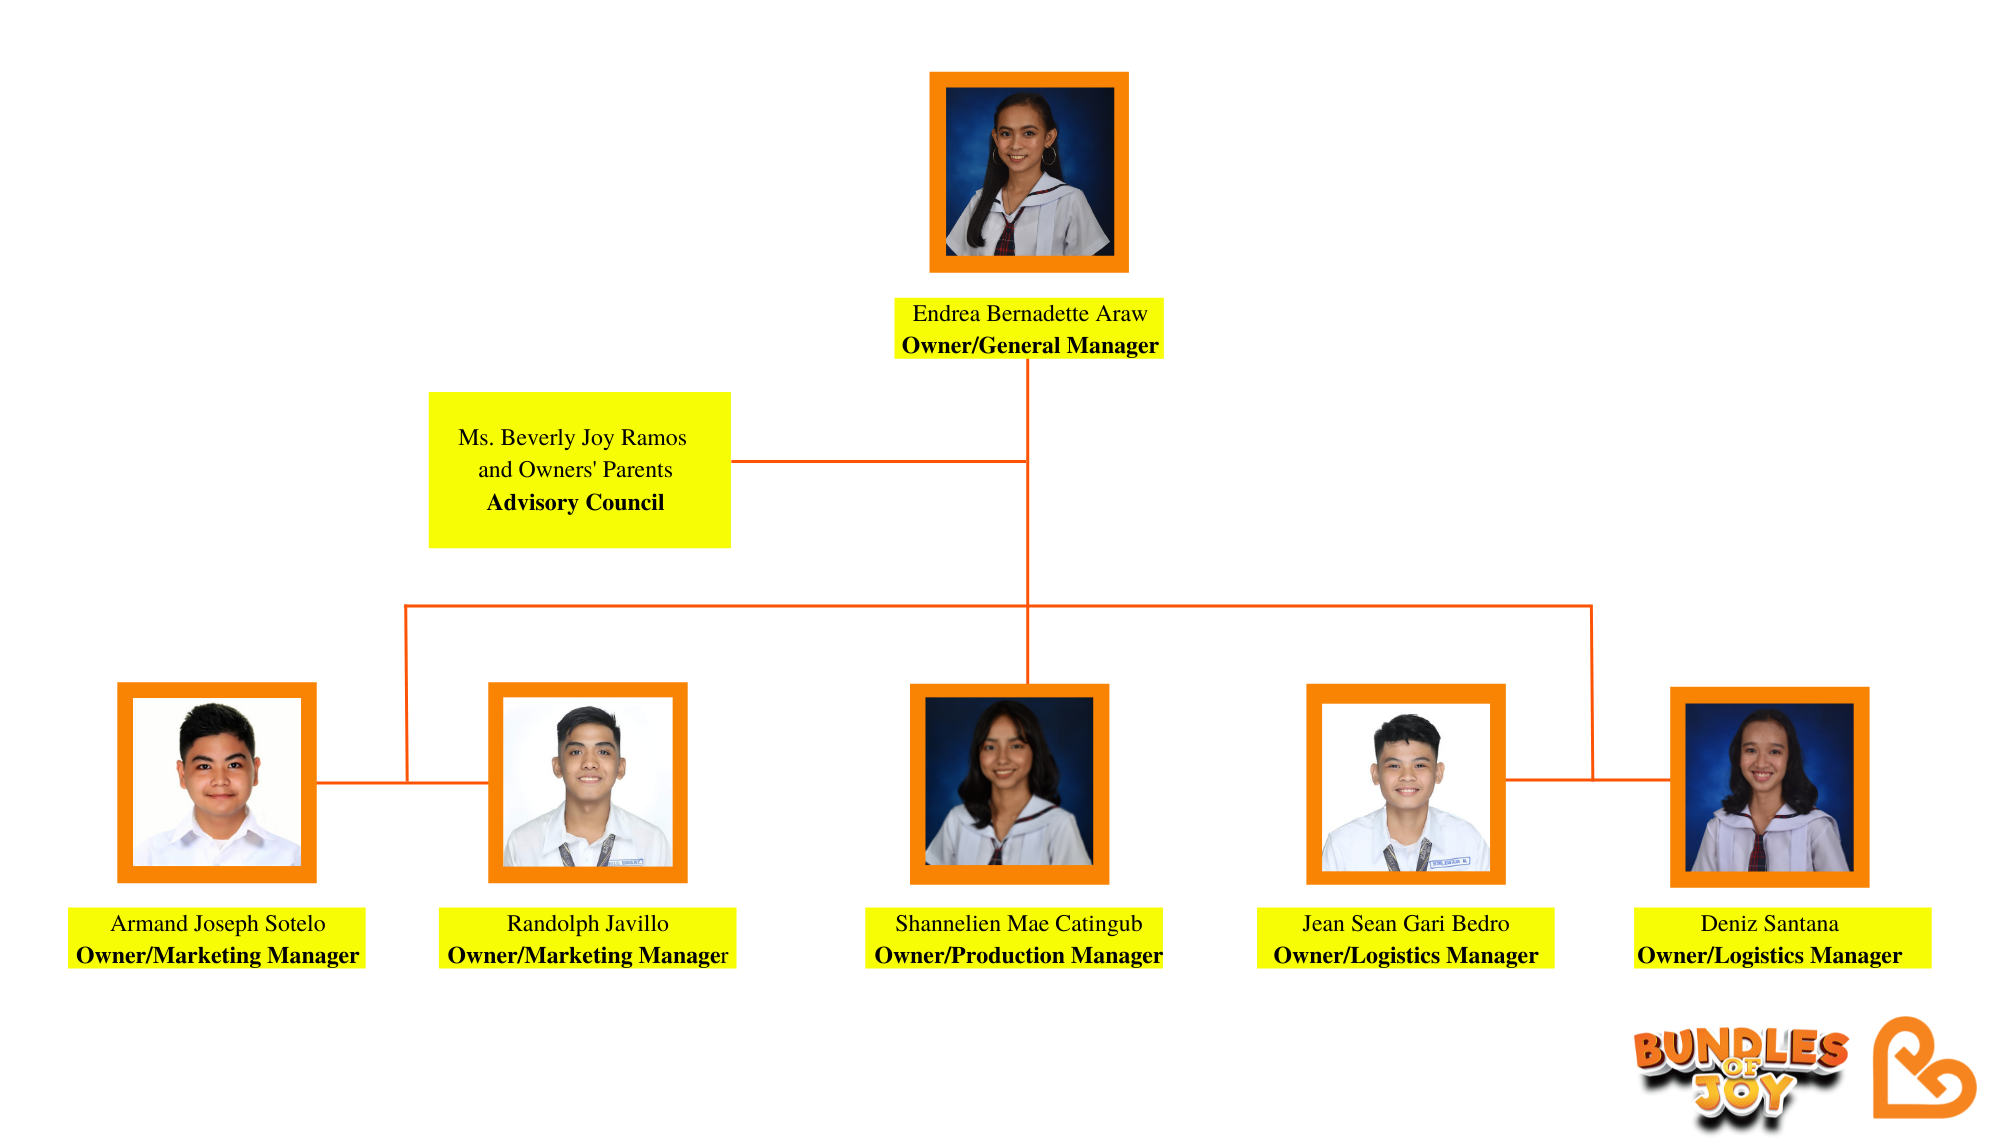 Endrea Bernadette Araw
Owner/General Manager
Ms. Beverly Joy Ramos
and Owners' Parents
Advisory Council
Armand Joseph Sotelo
Owner/Marketing Manager
Randolph Javillo
Owner/Marketing Manager
Shannelien Mae Catingub
Owner/Production Manager
Jean Sean Gari Bedro
Owner/Logistics Manager
Deniz Santana
Owner/Logistics Manager
BUNDLES
OF
JOY